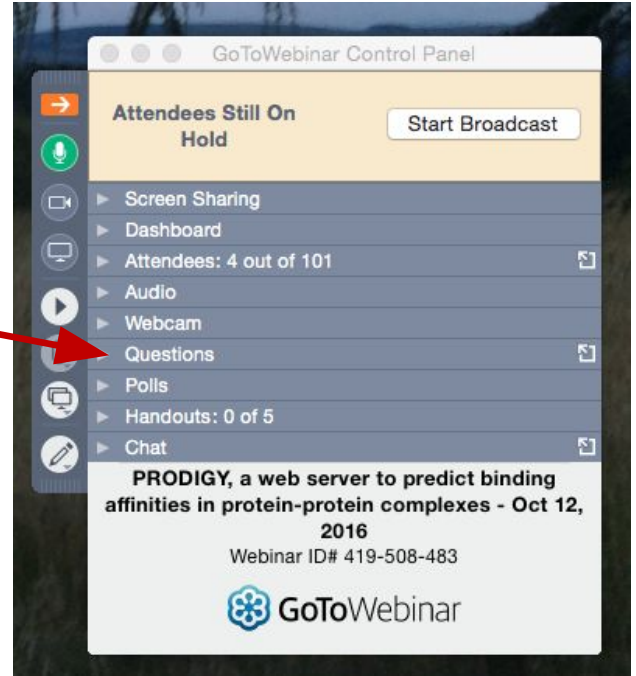 GoToWebinar Control Panel
Attendees Still On
Hold
Start Broadcast
Screen Sharing
Dashboard
Attendees: 4 out of 101
Audio
Webcam
Questions
Polls
Handouts: 0 of 5
Chat
PRODIGY, a web server to predict binding
affinities in protein-protein complexes - Oct 12,
2016
Webinar ID# 419-508-483
GoToWebinar